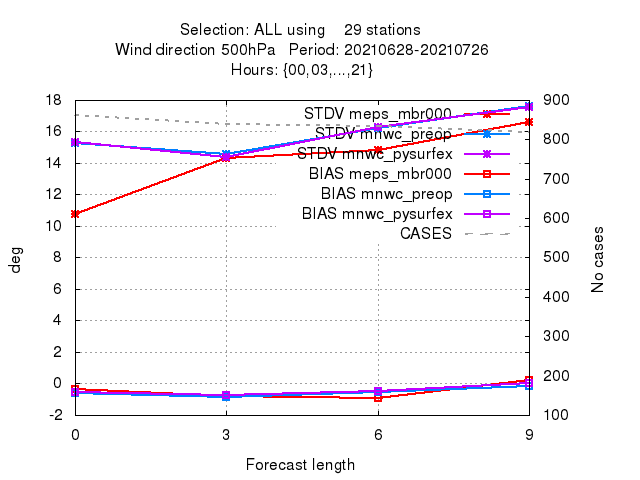 Selection: ALL using    29 stations
Wind direction 500hPa   Period: 20210628-20210726
Hours: {00,03,...,21}
STDV meps_mbr000
STDV mnwc_preop
STDV mnwc_pysurfex
BIAS meps_mbr000
BIAS mnwc_preop
BIAS mnwc_pysurfex
CASES
18
16
14
12
10
8
6
4
2
0
-2
deg
900
800
700
600
500
400
300
200
100
No cases
0 3 6 9
Forecast length